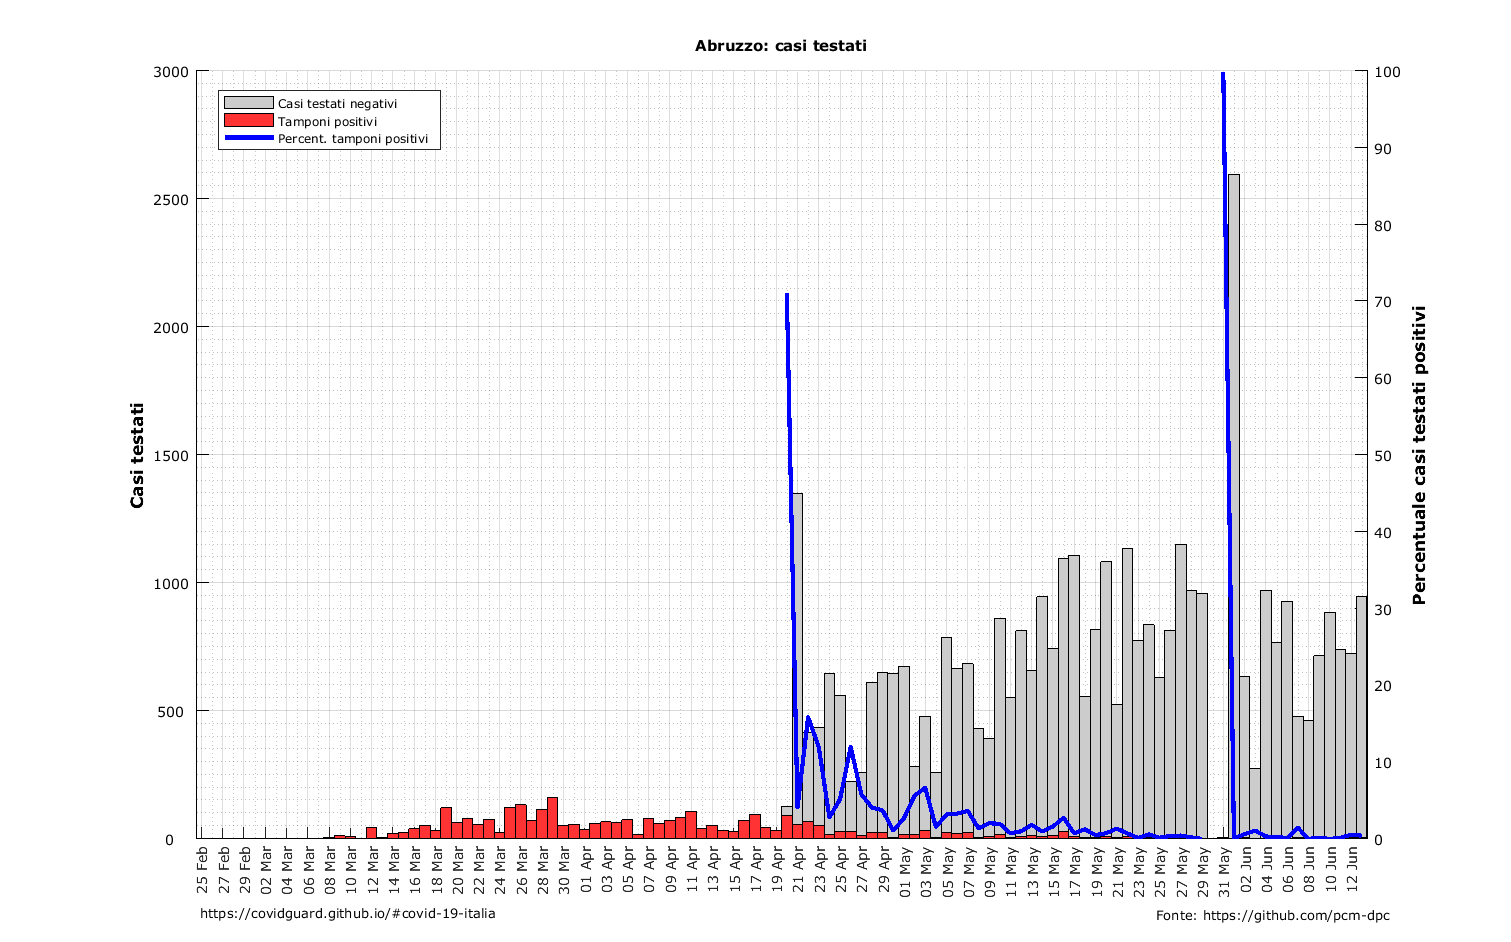 Abruzzo: casi testati
Casi testati negativi
Tamponi positivi
Percent. tamponi positivi
Casi testati
3000
2500
2000
1500
1000
500
0
Percentuale casi testati positivi
100
90
80
70
60
50
40
30
20
10
0
25 Feb
27 Feb
29 Feb
02 Mar
04 Mar
06 Mar
08 Mar
10 Mar
12 Mar
14 Mar
16 Mar
18 Mar
20 Mar
22 Mar
24 Mar
26 Mar
28 Mar
30 Mar
01 Apr
03 Apr
05 Apr
07 Apr
09 Apr
11 Apr
13 Apr
15 Apr
17 Apr
19 Apr
21 Apr
23 Apr
25 Apr
27 Apr
29 Apr
01 May
03 May
05 May
07 May
09 May
11 May
13 May
15 May
17 May
19 May
21 May
23 May
25 May
27 May
29 May
31 May
02 Jun
04 Jun
06 Jun
08 Jun
10 Jun
12 Jun
https://covidguard.github.io/#covid-19-italia
Fonte: https://github.com/pcm-dpc